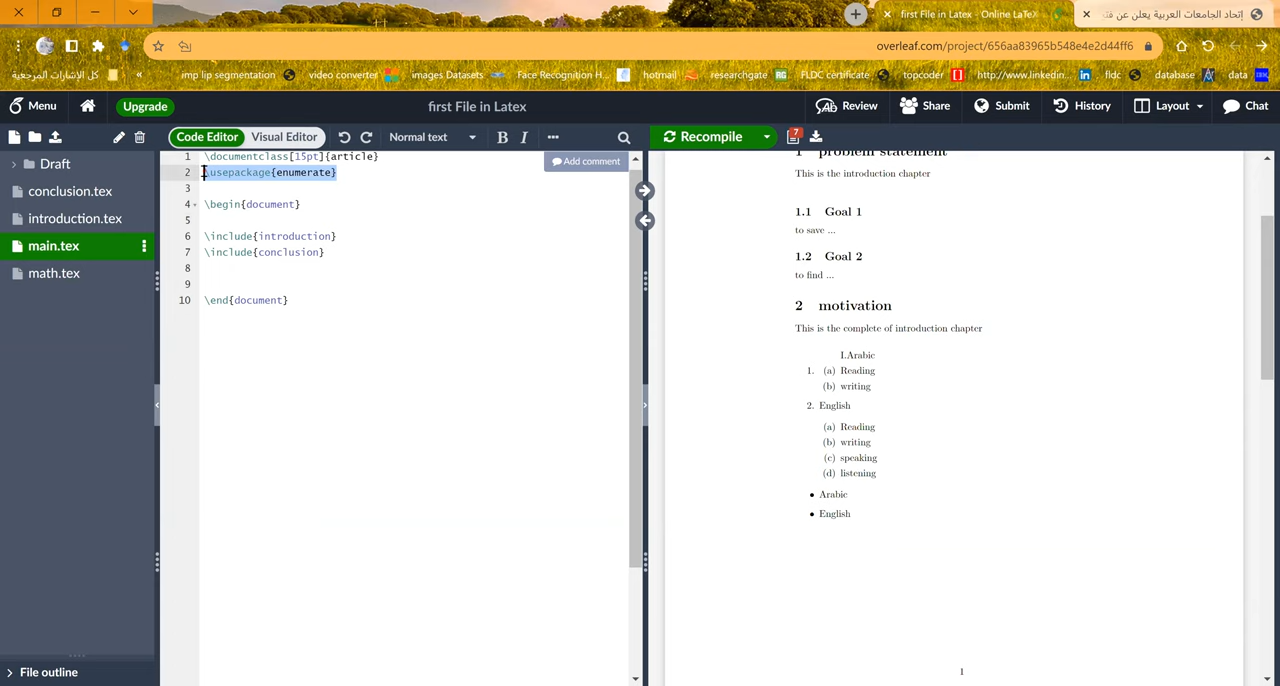 first File in Latex - Online LaTeX
إتحاد الجامعات العربية يعلن عن فتـ
overleaf.com/project/656aa83965b548e4e2d44ff6
كل الإشارات المرجعية
«
imp lip segmentation
video converter
images Datasets
Face Recognition H...
hotmail
researchgate
FLDC certificate
topcoder
http://www.linkedin...
fldc
database
data
Menu
Upgrade
first File in Latex
Review
Share
Submit
History
Layout
Chat
Code Editor
Visual Editor
Normal text
B
I
Recompile
7
Draft
conclusion.tex
introduction.tex
main.tex
math.tex
File outline
Add comment
1 \documentclass[15pt]{article}
2 \usepackage{enumerate}
3
4 \begin{document}
5
6 \include{introduction}
7 \include{conclusion}
8
9
10 \end{document}
1 problem statement
This is the introduction chapter
1.1 Goal 1
to save ...
1.2 Goal 2
to find ...
2 motivation
This is the complete of introduction chapter
I.Arabic
1. (a) Reading
(b) writing
2. English
(a) Reading
(b) writing
(c) speaking
(d) listening
• Arabic
• English
1